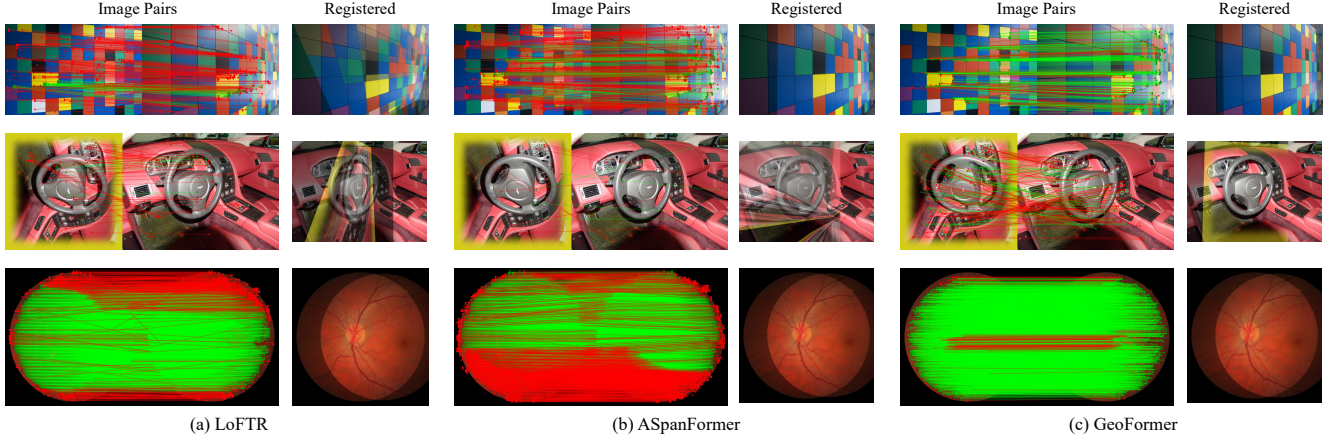 Image Pairs Registered Image Pairs Registered Image Pairs Registered
(a) LoFTR (b) ASpanFormer (c) GeoFormer